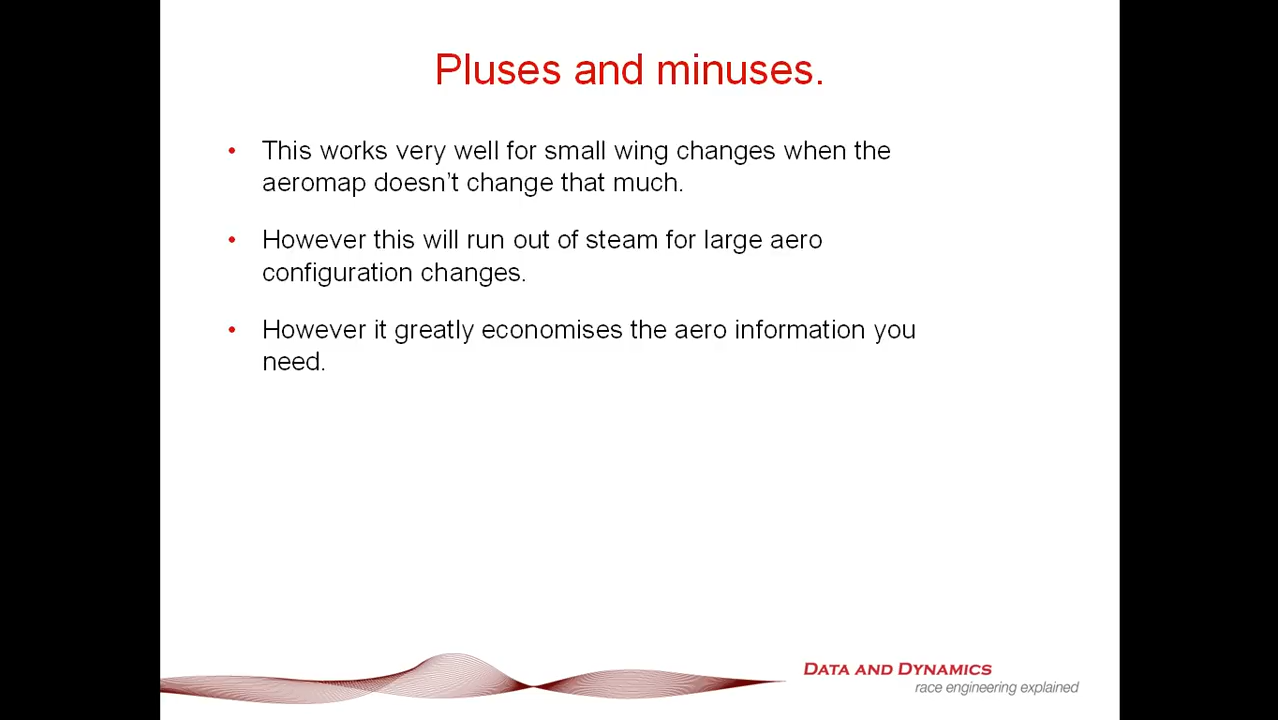 Pluses and minuses.
• This works very well for small wing changes when the
aeromap doesn't change that much.
• However this will run out of steam for large aero
configuration changes.
• However it greatly economises the aero information you
need.
DATA AND DYNAMICS
race engineering explained